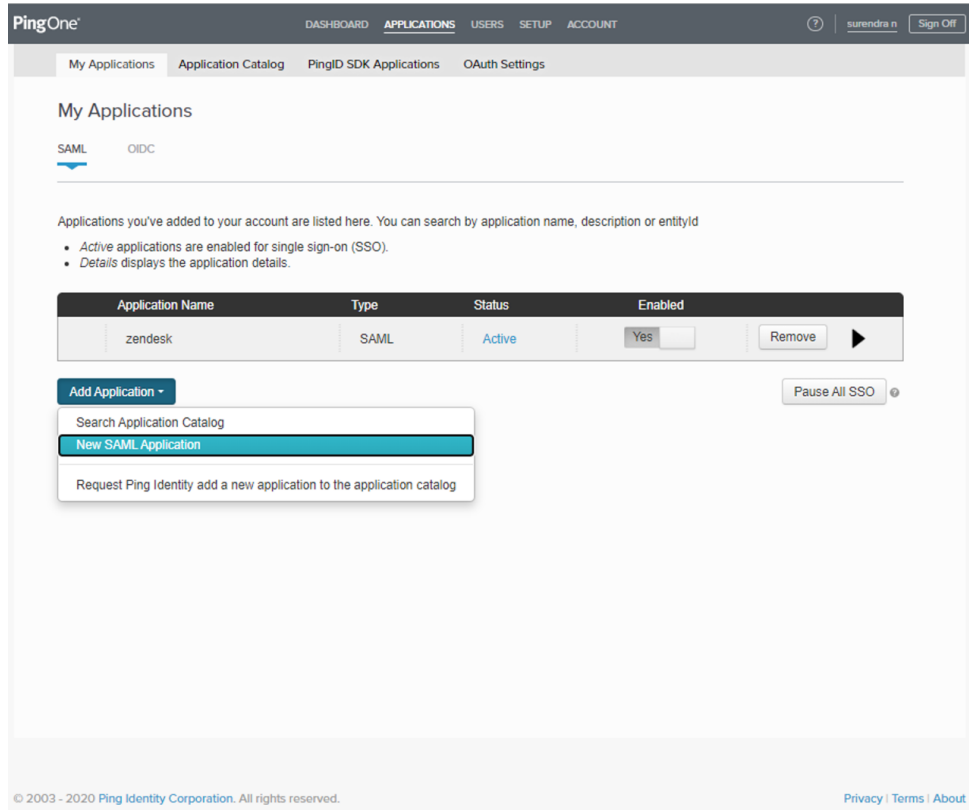 PingOne DASHBOARD APPLICATIONS USERS SETUP ACCOUNT ? surendra n Sign Off
My Applications Application Catalog PingID SDK Applications OAuth Settings
My Applications
SAML OIDC
Applications you've added to your account are listed here. You can search by application name, description or entityId
• Active applications are enabled for single sign-on (SSO).
• Details displays the application details.
Application Name Type Status Enabled
zendesk SAML Active Yes Remove
Add Application Pause All SSO ?
Search Application Catalog
New SAML Application
Request Ping Identity add a new application to the application catalog
© 2003 - 2020 Ping Identity Corporation. All rights reserved. Privacy | Terms | About